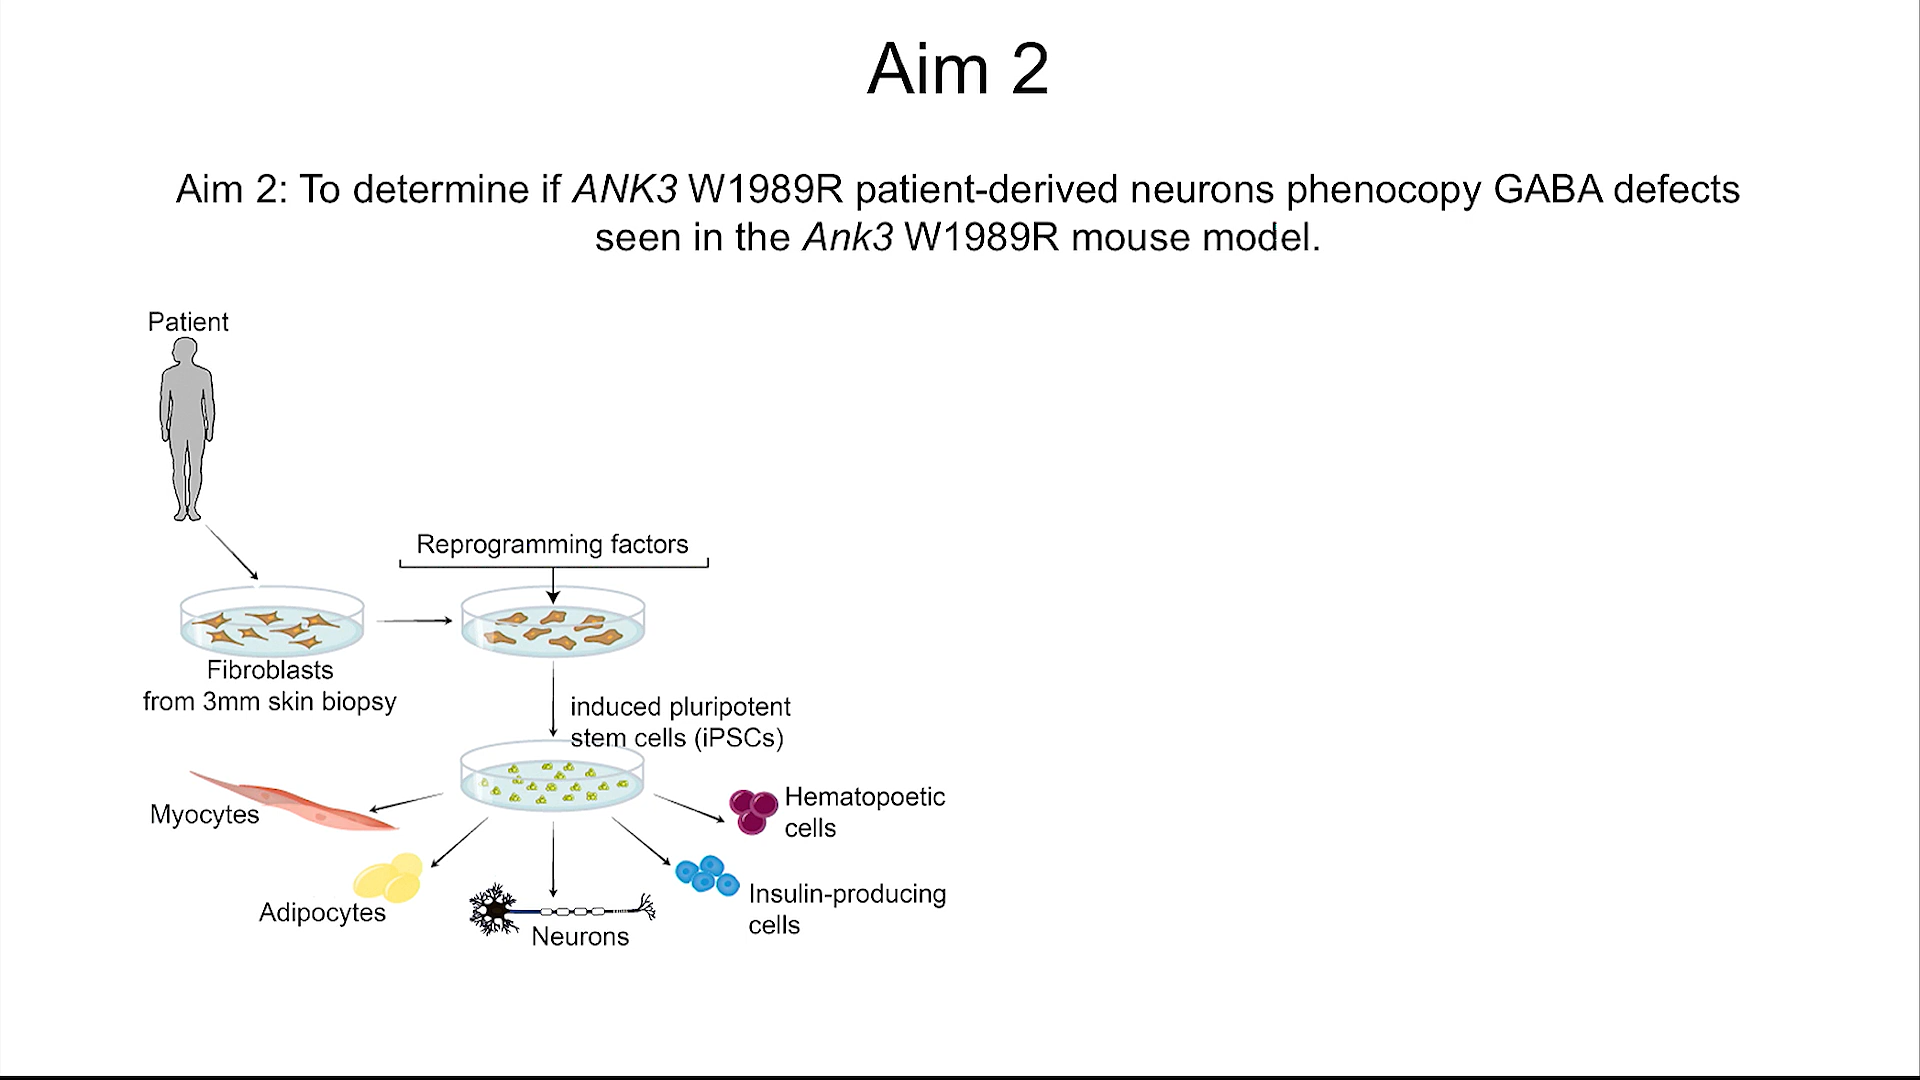 Aim 2
Aim 2: To determine if ANK3 W1989R patient-derived neurons phenocopy GABA defects
seen in the Ank3 W1989R mouse model.
Patient
Reprogramming factors
Fibroblasts
from 3mm skin biopsy
induced pluripotent
stem cells (iPSCs)
Myocytes
Hematopoetic
cells
Adipocytes
Insulin-producing
cells
Neurons